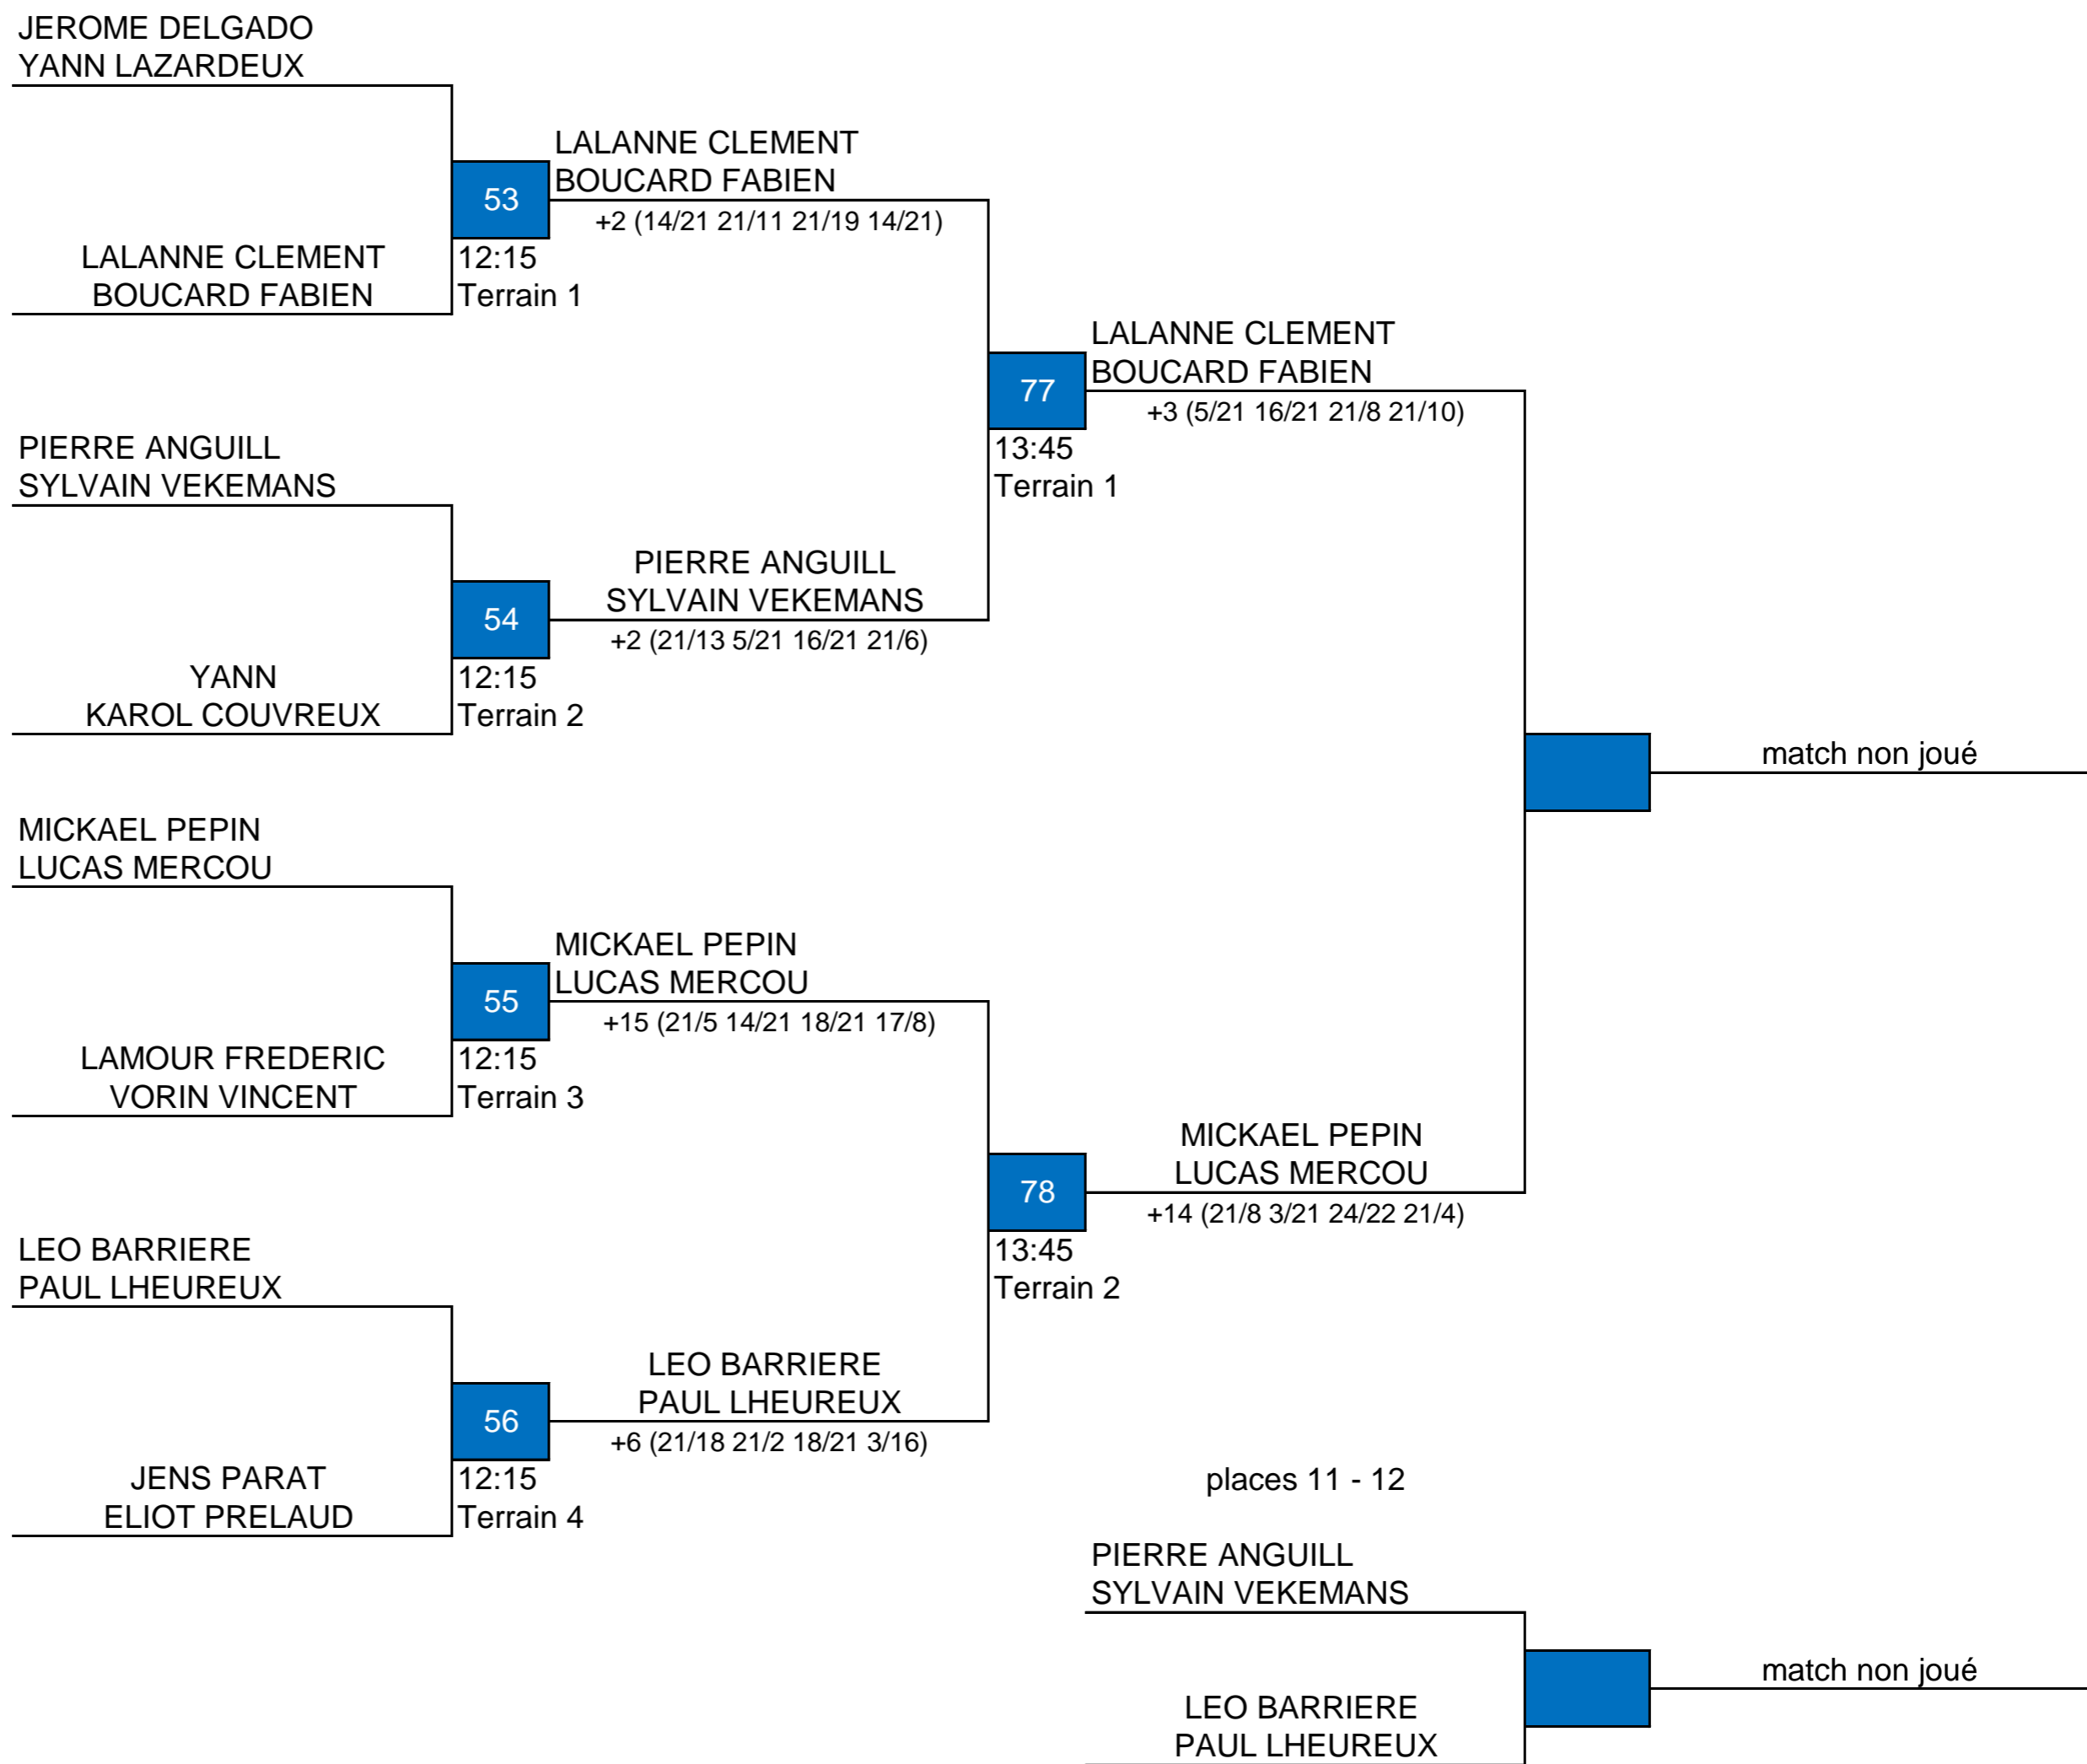 JEROME DELGADO
YANN LAZARDEUX
LALANNE CLEMENT
BOUCARD FABIEN
53
+2 (14/21 21/11 21/19 14/21)
LALANNE CLEMENT
BOUCARD FABIEN
12:15
Terrain 1
LALANNE CLEMENT
BOUCARD FABIEN
77
+3 (5/21 16/21 21/8 21/10)
13:45
Terrain 1
PIERRE ANGUILL
SYLVAIN VEKEMANS
PIERRE ANGUILL
SYLVAIN VEKEMANS
54
+2 (21/13 5/21 16/21 21/6)
YANN
KAROL COUVREUX
12:15
Terrain 2
match non joué
MICKAEL PEPIN
LUCAS MERCOU
MICKAEL PEPIN
LUCAS MERCOU
55
+15 (21/5 14/21 18/21 17/8)
LAMOUR FREDERIC
VORIN VINCENT
12:15
Terrain 3
MICKAEL PEPIN
LUCAS MERCOU
78
+14 (21/8 3/21 24/22 21/4)
13:45
Terrain 2
LEO BARRIERE
PAUL LHEUREUX
LEO BARRIERE
PAUL LHEUREUX
56
+6 (21/18 21/2 18/21 3/16)
JENS PARAT
ELIOT PRELAUD
12:15
Terrain 4
places 11 - 12
PIERRE ANGUILL
SYLVAIN VEKEMANS
match non joué
LEO BARRIERE
PAUL LHEUREUX